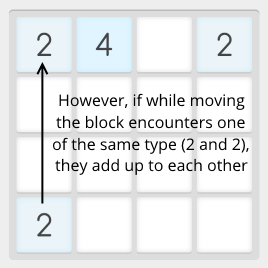 2 4 2
However, if while moving
the block encounters one
of the same type (2 and 2),
they add up to each other
2